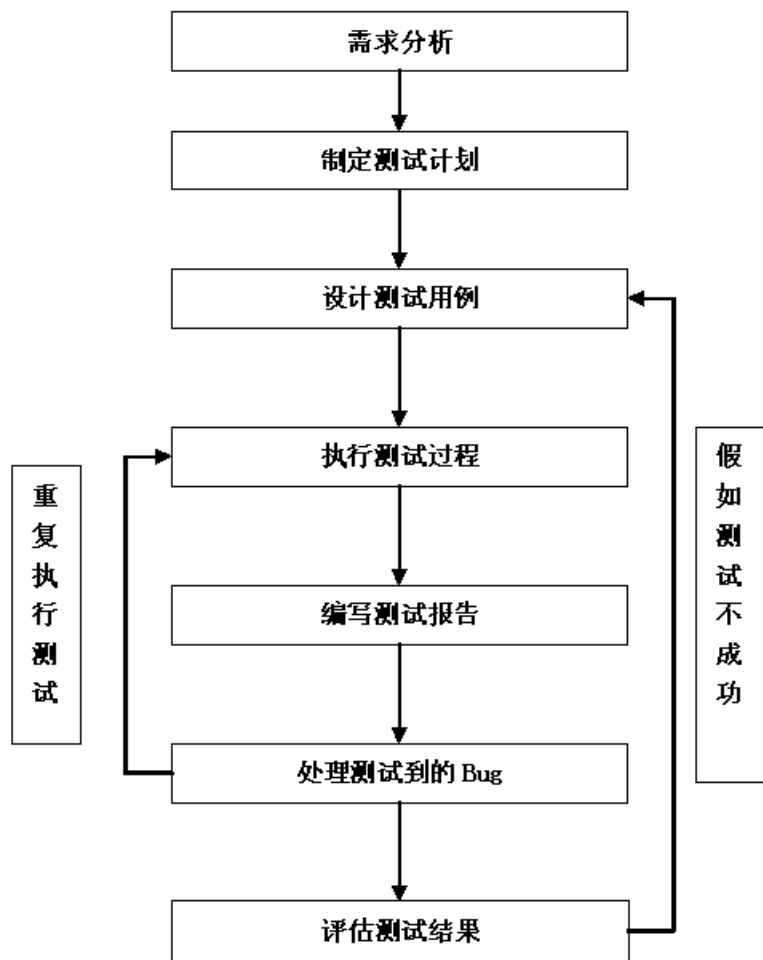 需求分析
制定测试计划
设计测试用例
执行测试过程
重复执行测试
假如测试不成功
编写测试报告
处理测试到的 Bug
评估测试结果